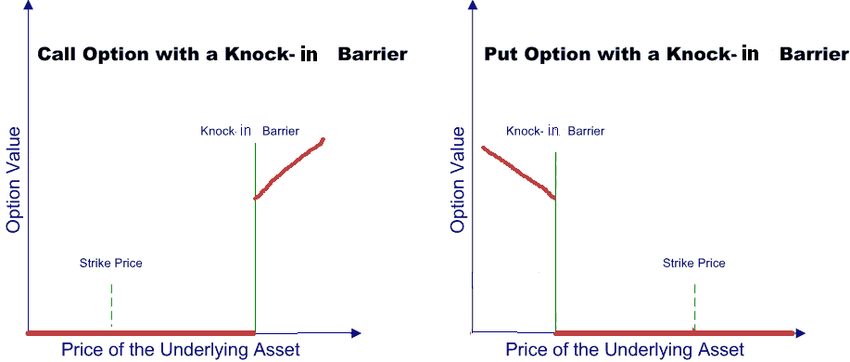 Call Option with a Knock-in Barrier
Knock-in Barrier
Option Value
Strike Price
Price of the Underlying Asset
Put Option with a Knock-in Barrier
Knock-in Barrier
Option Value
Strike Price
Price of the Underlying Asset